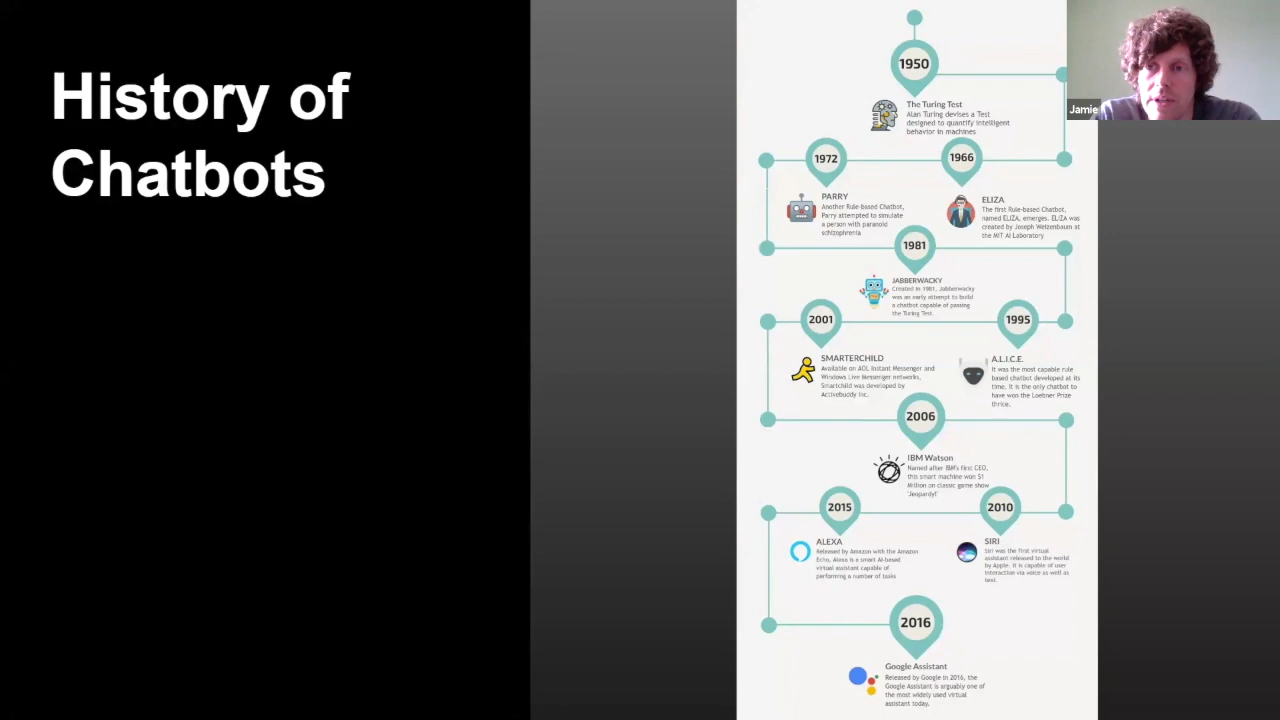 History of
Chatbots
Jamie
1950
The Turing Test
Alan Turing devises a Test
designed to quantify intelligent
behavior in machines
1972
PARRY
Another Rule-based Chatbot,
Parry attempted to simulate
a person with paranoid
schizophrenia
1966
ELIZA
The first Rule-based Chatbot,
named ELIZA, emerges. ELIZA was
created by Joseph Weizenbaum at
the MIT AI Laboratory
1981
JABBERWACKY
Created in 1981, Jabberwacky
was an early attempt to build
a chatbot capable of passing
the Turing Test.
2001
SMARTERCHILD
Available on AOL Instant Messenger and
Windows Live Messenger networks,
Smartchild was developed by
Activebuddy Inc.
1995
A.L.I.C.E.
It was the most capable rule
based chatbot developed at its
time. It is the only chatbot to
have won the Loebner Prize
thrice.
2006
IBM Watson
Named after IBM's first CEO,
this smart machine won $1
Million on classic game show
'Jeopardy!'
2015
ALEXA
Released by Amazon with the Amazon
Echo, Alexa is a smart AI-based
virtual assistant capable of
performing a number of tasks
2010
SIRI
Siri was the first virtual
assistant released to the world
by Apple. It is capable of user
interaction via voice as well as
text.
2016
Google Assistant
Released by Google in 2016, the
Google Assistant is arguably one of
the most widely used virtual
assistant today.